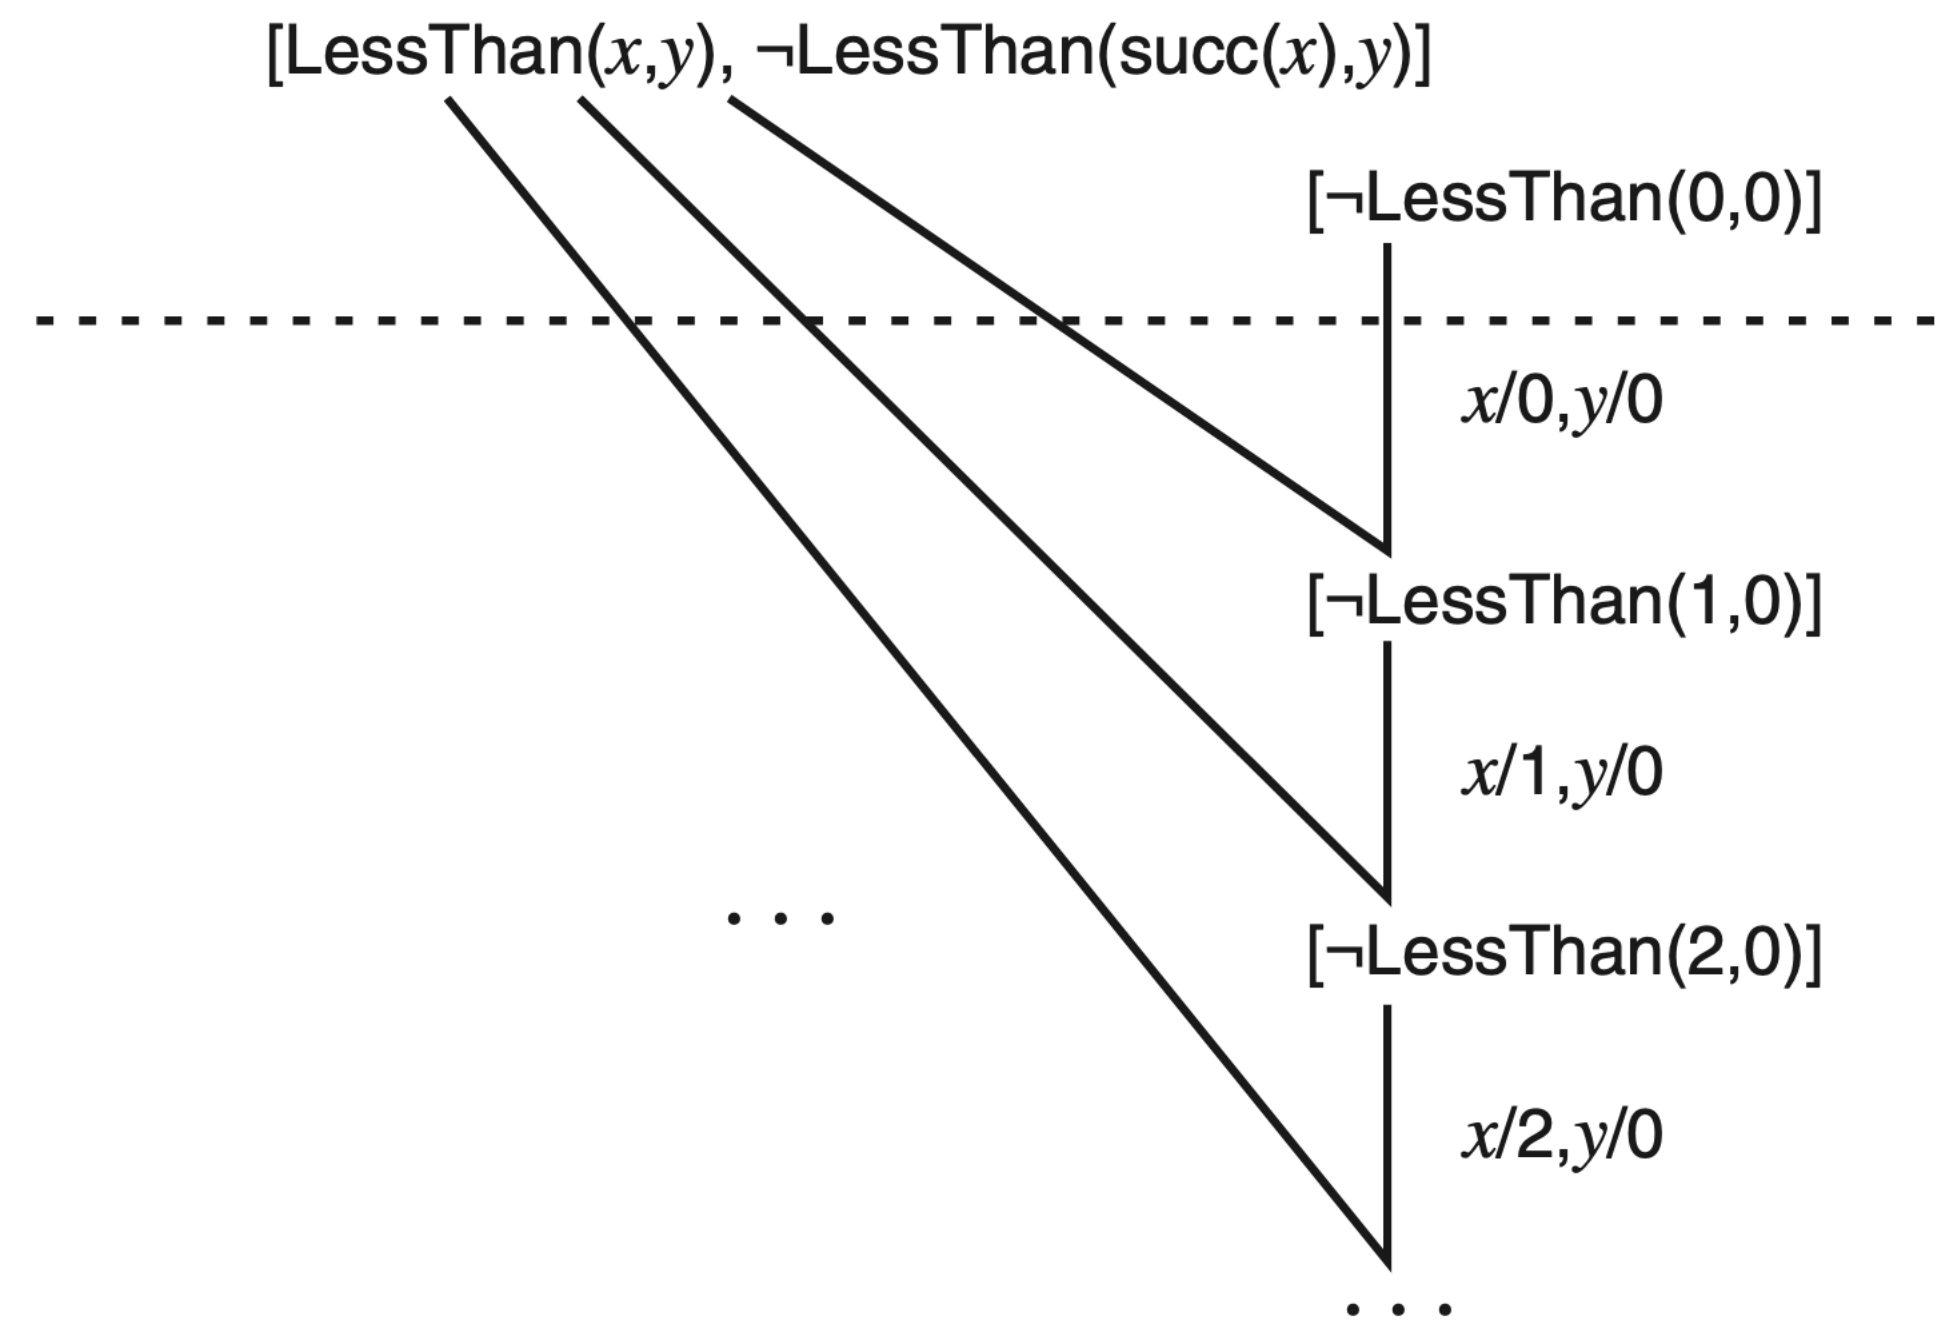 [LessThan(x,y), ¬LessThan(succ(x),y)]
[¬LessThan(0,0)]
x/0,y/0
[¬LessThan(1,0)]
x/1,y/0
. . .
[¬LessThan(2,0)]
x/2,y/0
. . .